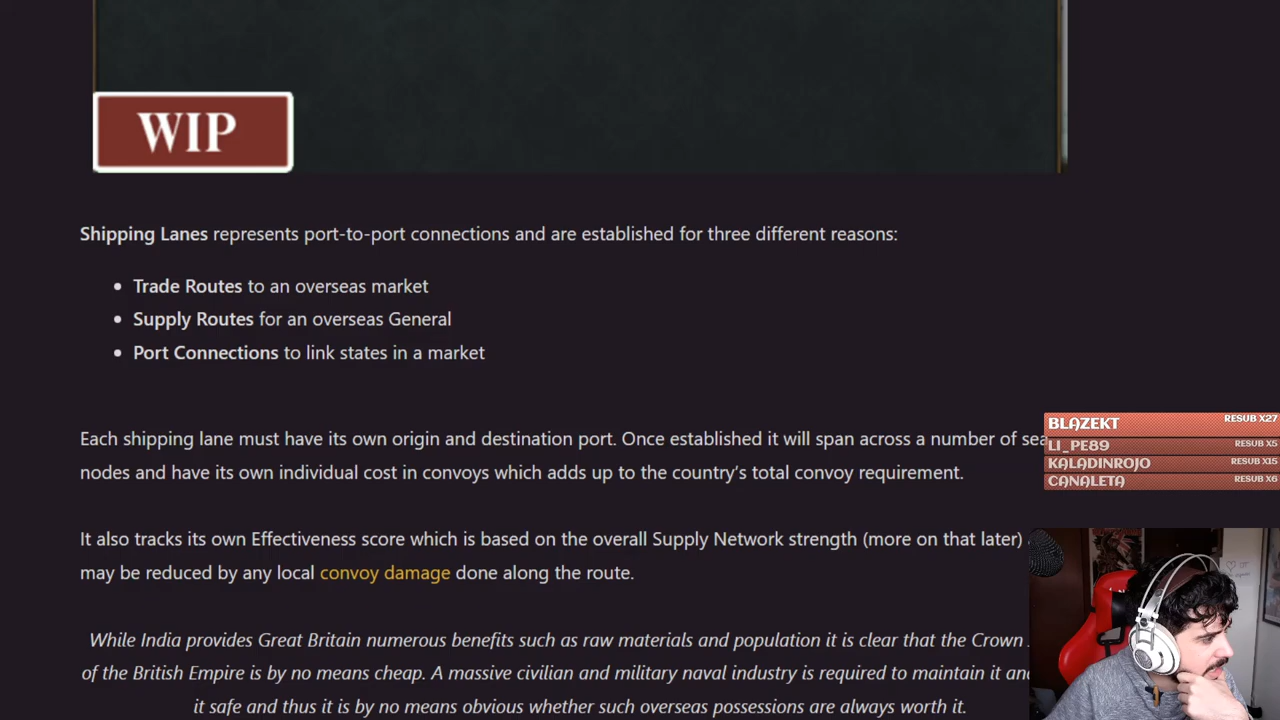 WIP
Shipping Lanes represents port-to-port connections and are established for three different reasons:
• Trade Routes to an overseas market
• Supply Routes for an overseas General
• Port Connections to link states in a market
Each shipping lane must have its own origin and destination port. Once established it will span across a number of sea
nodes and have its own individual cost in convoys which adds up to the country's total convoy requirement.
It also tracks its own Effectiveness score which is based on the overall Supply Network strength (more on that later)
may be reduced by any local convoy damage done along the route.
While India provides Great Britain numerous benefits such as raw materials and population it is clear that the Crown
of the British Empire is by no means cheap. A massive civilian and military naval industry is required to maintain it and
it safe and thus it is by no means obvious whether such overseas possessions are always worth it.
BLAZEKT RESUB X27
LI_PE89 RESUB X5
KALADINROJO RESUB X15
CANALETA RESUB X6